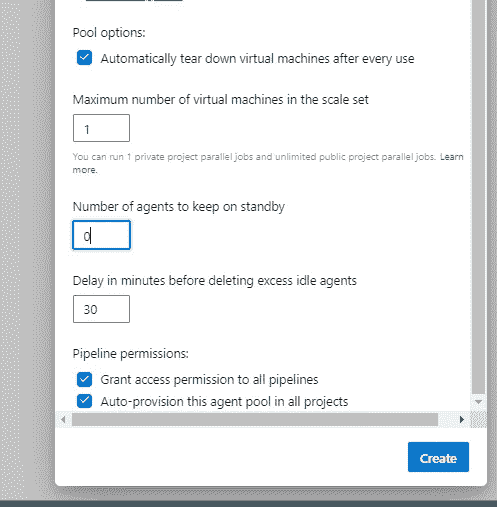 Pool options:
Automatically tear down virtual machines after every use
Maximum number of virtual machines in the scale set
1
You can run 1 private project parallel jobs and unlimited public project parallel jobs. Learn
more.
Number of agents to keep on standby
0
Delay in minutes before deleting excess idle agents
30
Pipeline permissions:
Grant access permission to all pipelines
Auto-provision this agent pool in all projects
Create